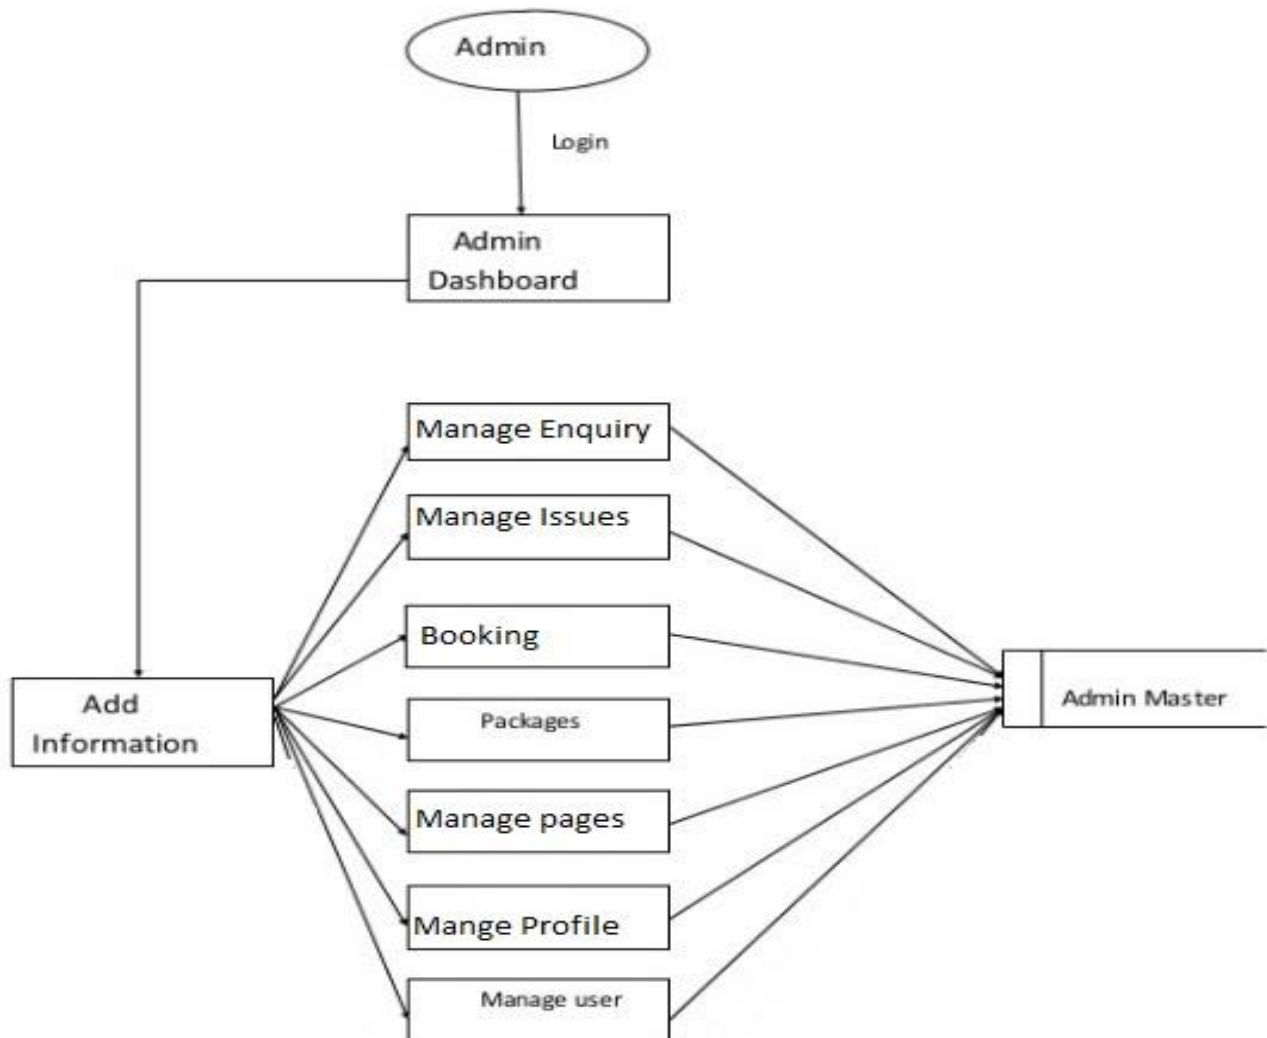 Admin
Login
Admin
Dashboard
Manage Enquiry
Manage Issues
Booking
Packages
Manage pages
Mange Profile
Manage user
Add
Information
Admin Master